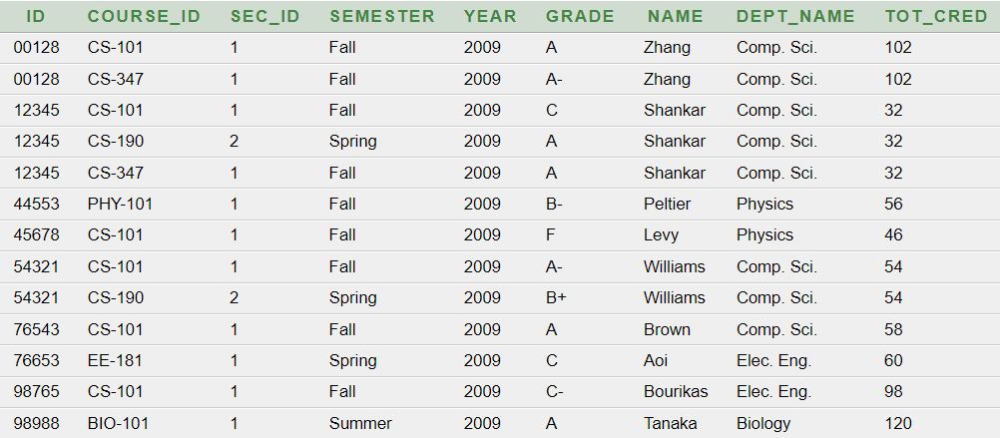 ID COURSE_ID SEC_ID SEMESTER YEAR GRADE NAME DEPT_NAME TOT_CRED
00128 CS-101 1 Fall 2009 A Zhang Comp. Sci. 102
00128 CS-347 1 Fall 2009 A- Zhang Comp. Sci. 102
12345 CS-101 1 Fall 2009 C Shankar Comp. Sci. 32
12345 CS-190 2 Spring 2009 A Shankar Comp. Sci. 32
12345 CS-347 1 Fall 2009 A Shankar Comp. Sci. 32
44553 PHY-101 1 Fall 2009 B- Peltier Physics 56
45678 CS-101 1 Fall 2009 F Levy Physics 46
54321 CS-101 1 Fall 2009 A- Williams Comp. Sci. 54
54321 CS-190 2 Spring 2009 B+ Williams Comp. Sci. 54
76543 CS-101 1 Fall 2009 A Brown Comp. Sci. 58
76653 EE-181 1 Spring 2009 C Aoi Elec. Eng. 60
98765 CS-101 1 Fall 2009 C- Bourikas Elec. Eng. 98
98988 BIO-101 1 Summer 2009 A Tanaka Biology 120